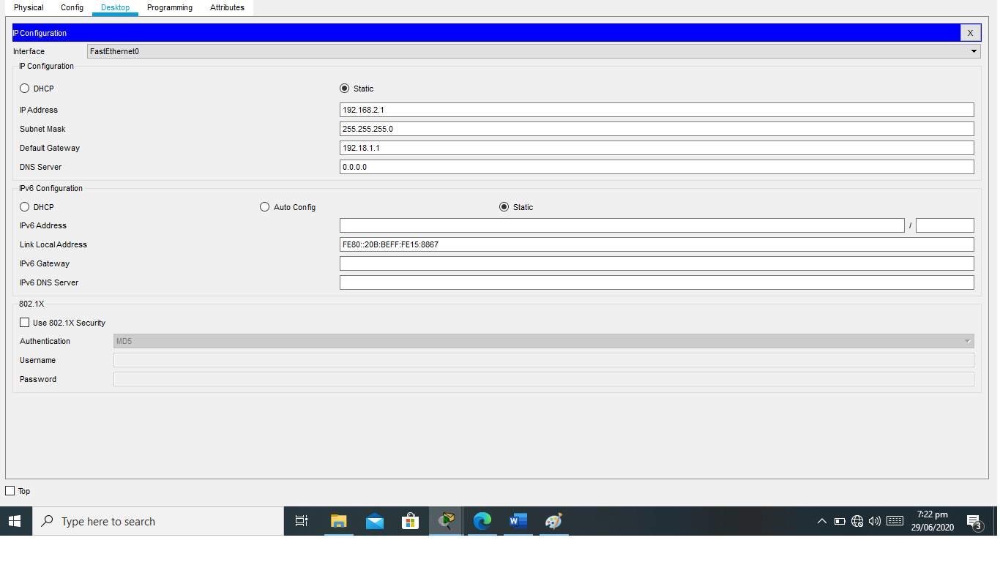 Physical Config Desktop Programming Attributes
IP Configuration X
Interface FastEthernet0
IP Configuration
DHCP Static
IP Address 192.168.2.1
Subnet Mask 255.255.255.0
Default Gateway 192.18.1.1
DNS Server 0.0.0.0
IPv6 Configuration
DHCP Auto Config Static
IPv6 Address /
Link Local Address FE80::20B:BEFF:FE15:8867
IPv6 Gateway
IPv6 DNS Server
802.1X
Use 802.1X Security
Authentication MD5
Username
Password
Top
Type here to search
7:22 pm
29/06/2020
3